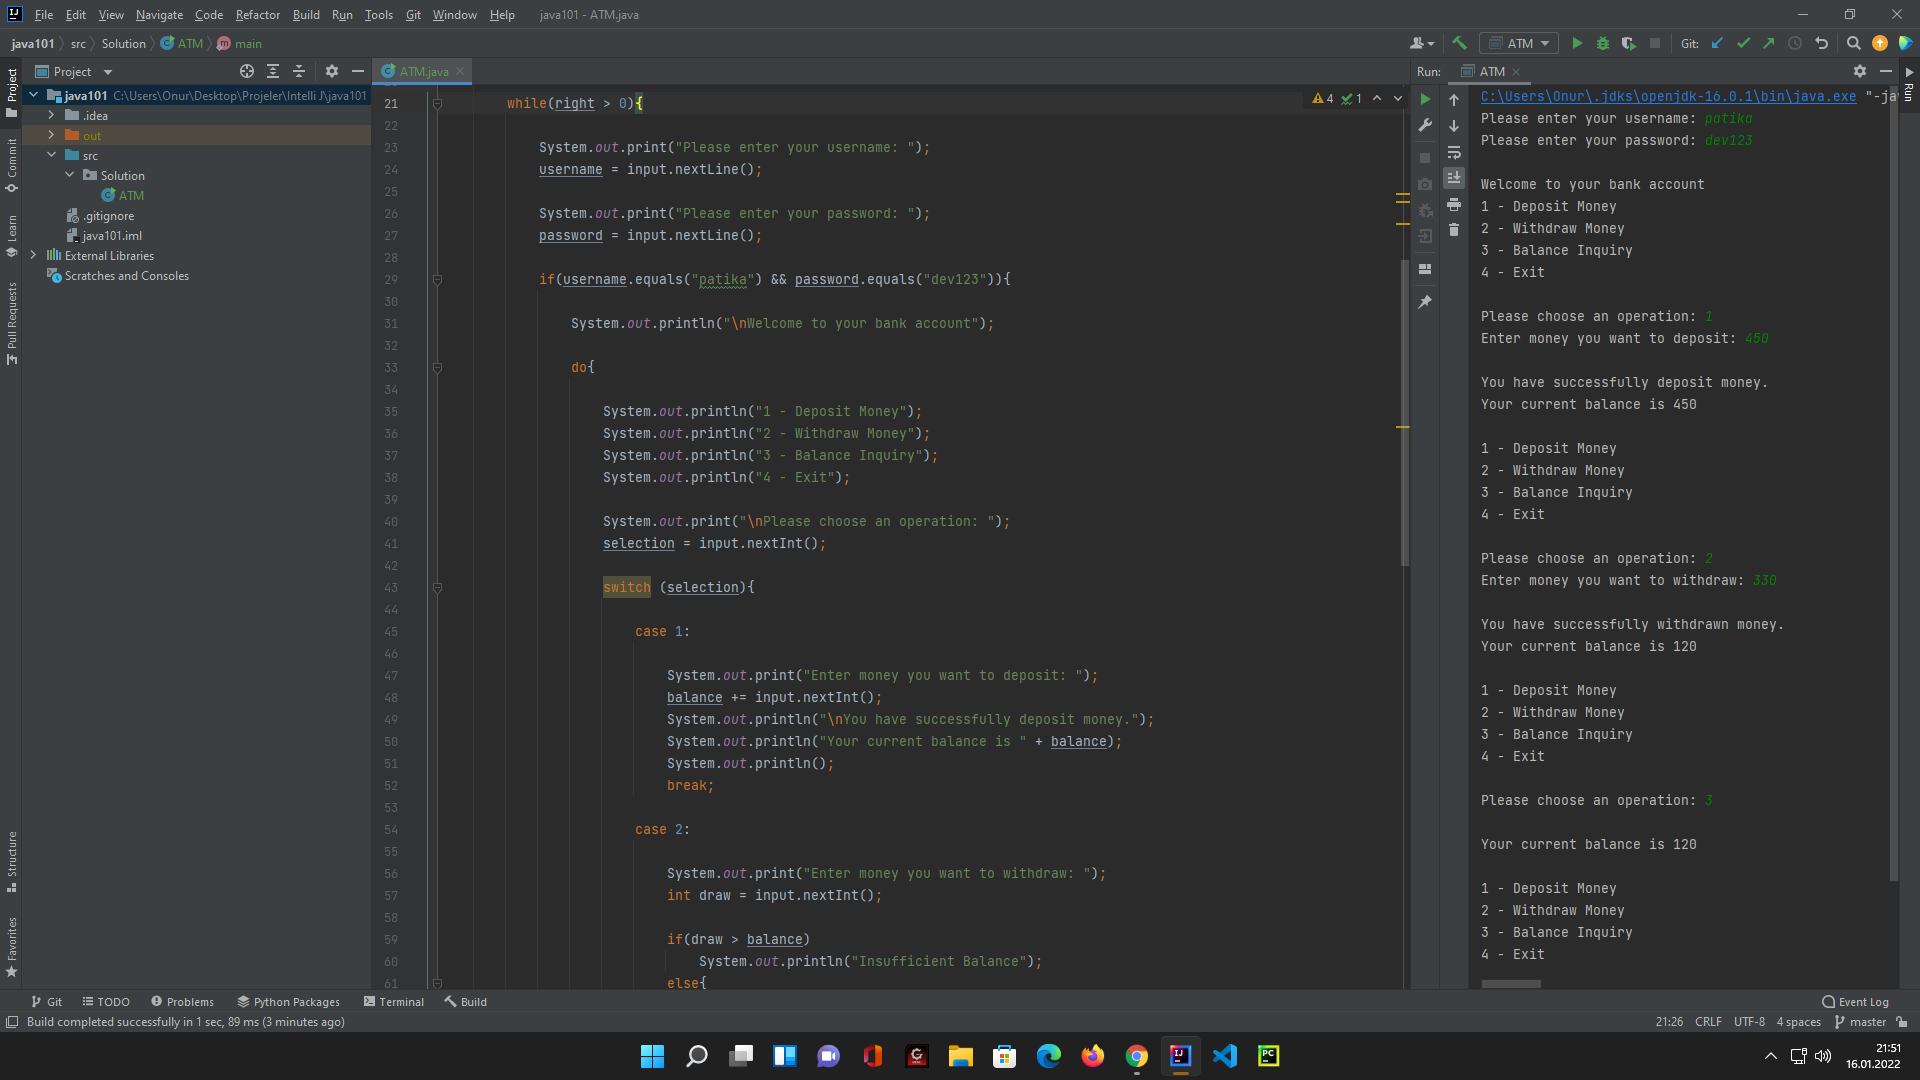 File Edit View Navigate Code Refactor Build Run Tools Git Window Help java101 - ATM.java
java101 src Solution ATM main
ATM
Git:
Project
ATM.java
Run: ATM
java101 C:\Users\Onur\Desktop\Projeler\Intelli J\java101
.idea
out
src
Solution
ATM
.gitignore
java101.iml
External Libraries
Scratches and Consoles
Project
Commit
Learn
Pull Requests
Structure
Favorites
4 1
21 while(right > 0){
22
23 System.out.print("Please enter your username: ");
24 username = input.nextLine();
25
26 System.out.print("Please enter your password: ");
27 password = input.nextLine();
28
29 if(username.equals("patika") && password.equals("dev123")){
30
31 System.out.println("\nWelcome to your bank account");
32
33 do{
34
35 System.out.println("1 - Deposit Money");
36 System.out.println("2 - Withdraw Money");
37 System.out.println("3 - Balance Inquiry");
38 System.out.println("4 - Exit");
39
40 System.out.print("\nPlease choose an operation: ");
41 selection = input.nextInt();
42
43 switch (selection){
44
45 case 1:
46
47 System.out.print("Enter money you want to deposit: ");
48 balance += input.nextInt();
49 System.out.println("\nYou have successfully deposit money.");
50 System.out.println("Your current balance is " + balance);
51 System.out.println();
52 break;
53
54 case 2:
55
56 System.out.print("Enter money you want to withdraw: ");
57 int draw = input.nextInt();
58
59 if(draw > balance)
60 System.out.println("Insufficient Balance");
61 else{
C:\Users\Onur\.jdks\openjdk-16.0.1\bin\java.exe "-ja
Please enter your username: patika
Please enter your password: dev123
Welcome to your bank account
1 - Deposit Money
2 - Withdraw Money
3 - Balance Inquiry
4 - Exit
Please choose an operation: 1
Enter money you want to deposit: 450
You have successfully deposit money.
Your current balance is 450
1 - Deposit Money
2 - Withdraw Money
3 - Balance Inquiry
4 - Exit
Please choose an operation: 2
Enter money you want to withdraw: 330
You have successfully withdrawn money.
Your current balance is 120
1 - Deposit Money
2 - Withdraw Money
3 - Balance Inquiry
4 - Exit
Please choose an operation: 3
Your current balance is 120
1 - Deposit Money
2 - Withdraw Money
3 - Balance Inquiry
4 - Exit
Run
Git TODO Problems Python Packages Terminal Build Event Log
Build completed successfully in 1 sec, 89 ms (3 minutes ago) 21:26 CRLF UTF-8 4 spaces master
21:51
16.01.2022